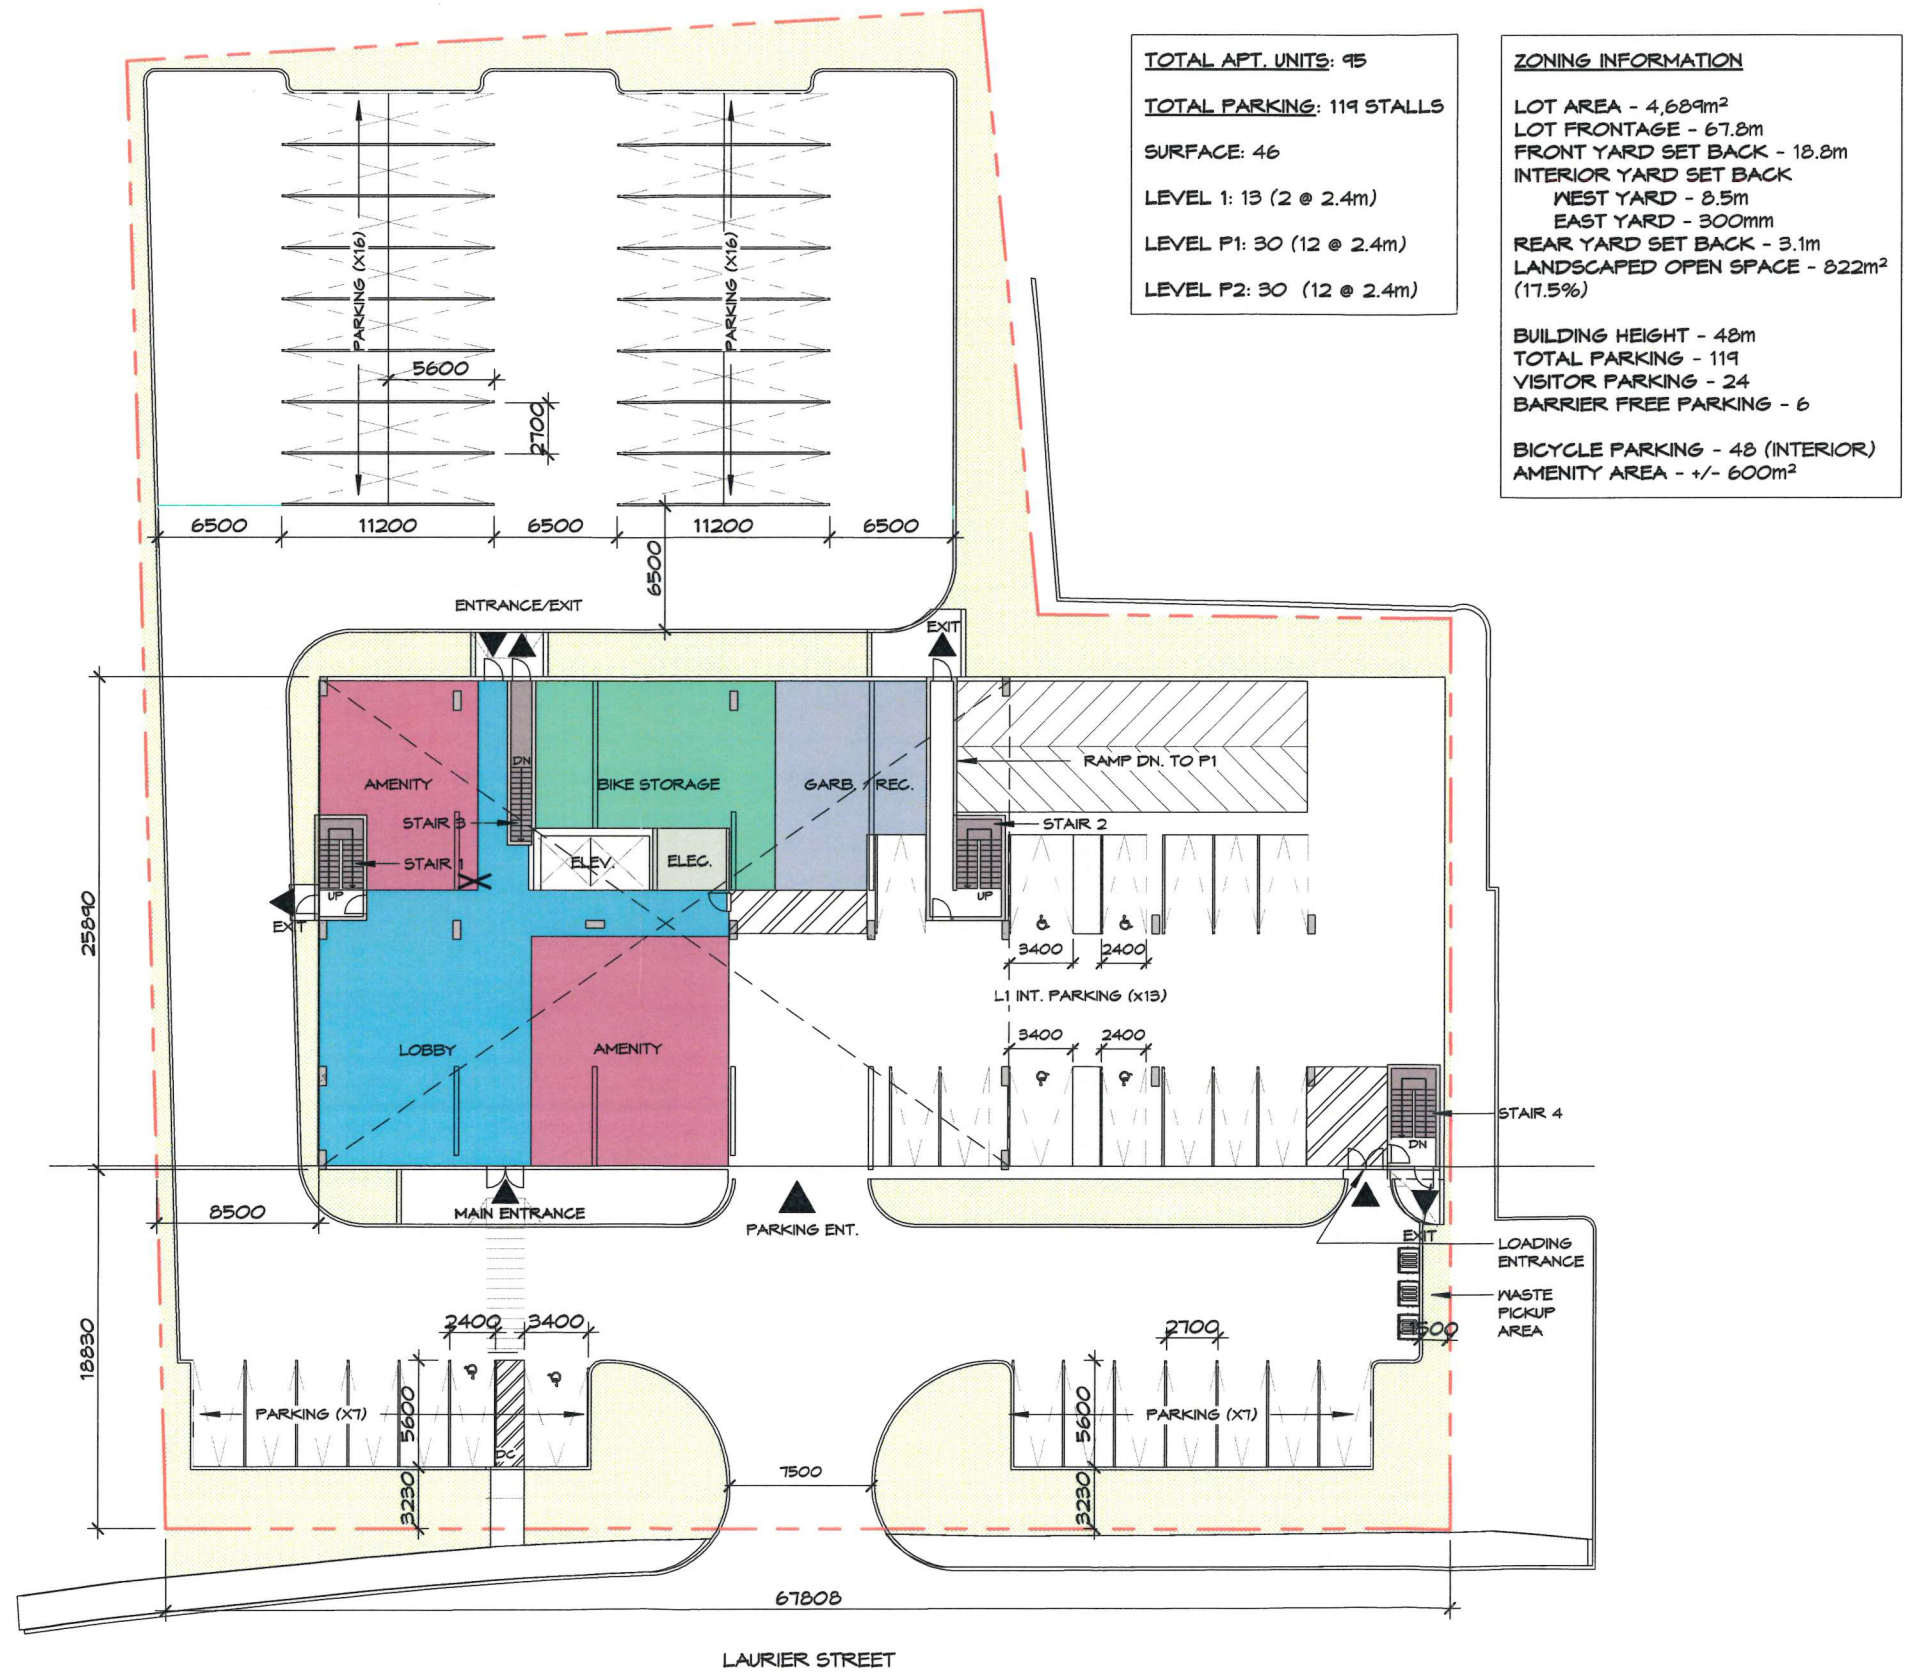 TOTAL APT. UNITS: 95
TOTAL PARKING: 119 STALLS
SURFACE: 46
LEVEL 1: 13 (2 @ 2.4m)
LEVEL P1: 30 (12 @ 2.4m)
LEVEL P2: 30 (12 @ 2.4m)
ZONING INFORMATION
LOT AREA - 4,689m²
LOT FRONTAGE - 67.8m
FRONT YARD SET BACK - 18.8m
INTERIOR YARD SET BACK
WEST YARD - 8.5m
EAST YARD - 300mm
REAR YARD SET BACK - 3.1m
LANDSCAPED OPEN SPACE - 822m²
(17.5%)
BUILDING HEIGHT - 48m
TOTAL PARKING - 119
VISITOR PARKING - 24
BARRIER FREE PARKING - 6
BICYCLE PARKING - 48 (INTERIOR)
AMENITY AREA - +/- 600m²
PARKING (X16)
PARKING (X16)
5600
2700
6500
11200
6500
11200
6500
6500
ENTRANCE/EXIT
EXIT
DN
RAMP DN. TO P1
AMENITY
BIKE STORAGE
GARB. / REC.
STAIR 3
STAIR 2
STAIR 1
ELEV.
ELEC.
UP
UP
EXIT
25890
3400
2400
L1 INT. PARKING (X13)
3400
2400
LOBBY
AMENITY
STAIR 4
DN
8500
MAIN ENTRANCE
PARKING ENT.
EXIT
LOADING
ENTRANCE
WASTE
PICKUP
AREA
1500
18830
2400
3400
2700
PARKING (X7)
5600
DC
PARKING (X7)
5600
3230
7500
3230
67808
LAURIER STREET